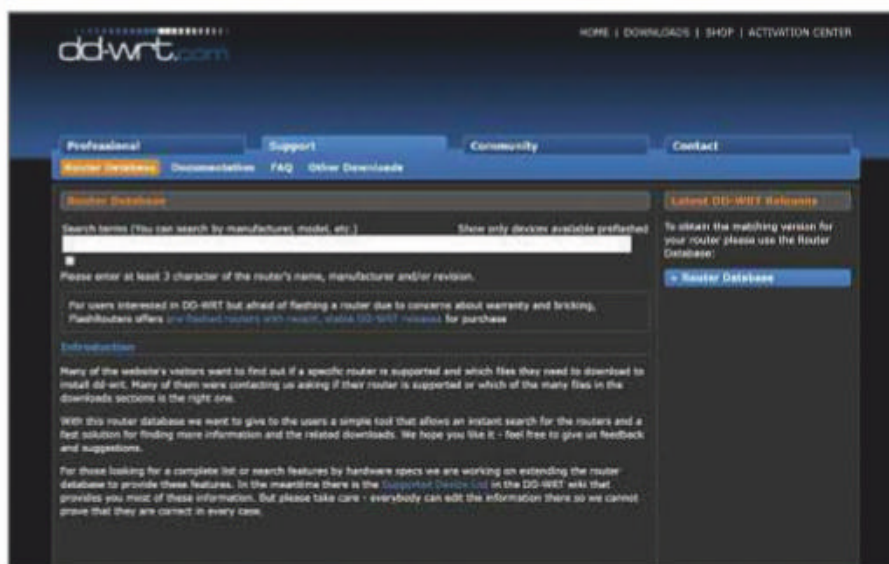 dd-wrt.com
HOME | DOWNLOADS | SHOP | ACTIVATION CENTER
Professional
Support
Community
Contact
Router Database
Documentation
FAQ
Other Downloads
Router Database
Search terms (You can search by manufacturer, model, etc.)
Show only devices available preflashed
Please enter at least 3 character of the router's name, manufacturer and/or revision.
For users interested in DD-WRT but afraid of flashing a router due to concerns about warranty and bricking,
FlashRouters offers pre-flashed routers with recent, stable DD-WRT releases for purchase
Introduction
Many of the website's visitors want to find out if a specific router is supported and which files they need to download to
install dd-wrt. Many of them were contacting us asking if their router is supported or which of the many files in the
downloads sections is the right one.
With this router database we want to give to the users a simple tool that allows an instant search for the routers and a
fast solution for finding more information and the related downloads. We hope you like it - feel free to give us feedback
and suggestions.
For those looking for a complete list or search features by hardware specs we are working on extending the router
database to provide these features. In the meantime there is the Supported Device List in the DD-WRT wiki that
provides you most of these information. But please take care - everybody can edit the information there so we cannot
prove that they are correct in every case.
Latest DD-WRT Releases
To obtain the matching version for
your router please use the Router
Database:
» Router Database